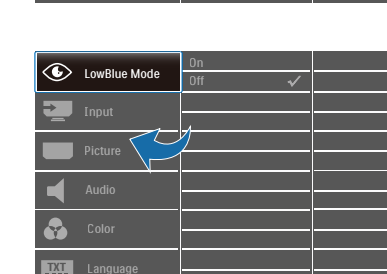 LowBlue Mode
On
Off
Input
Picture
Audio
Color
TXT
Language